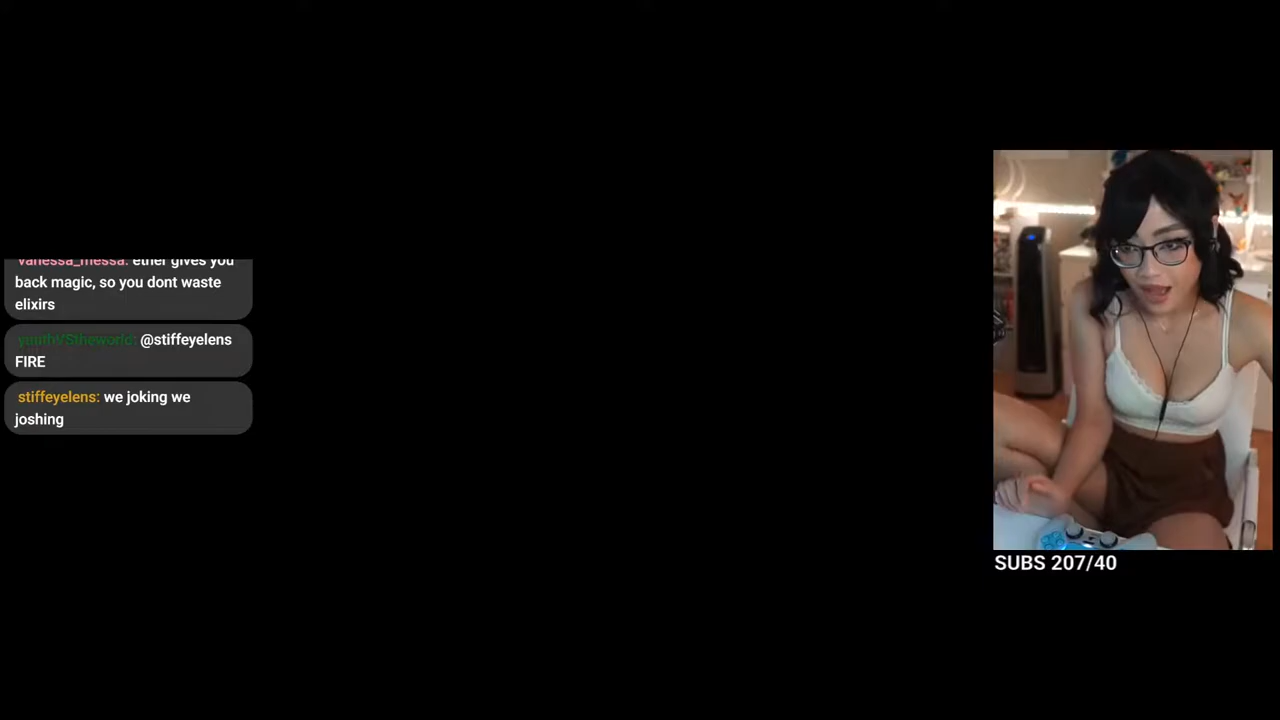 vanessa_messa: ether gives you
back magic, so you dont waste
elixirs
yuuthVStheworld: @stiffeyelens
FIRE
stiffeyelens: we joking we
joshing
SUBS 207/40